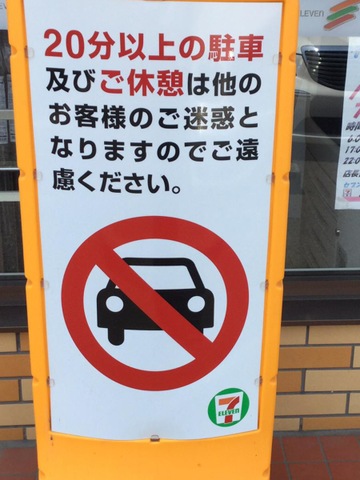 LEVEN
20分以上の駐車
及びご休憩は他の
お客様のご迷惑と
なりますのでご遠
慮ください。
7
ELEVEN